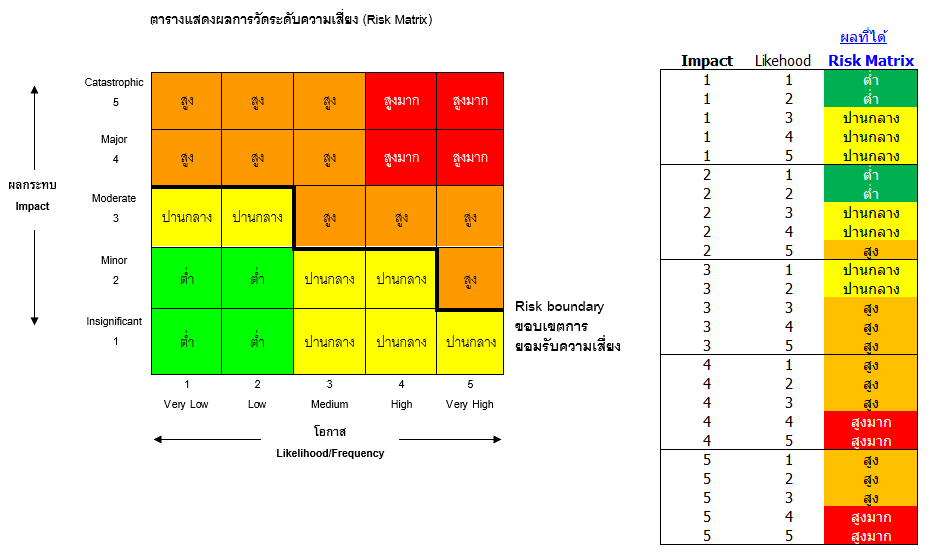 ตารางแสดงผลการวัดระดับความเสี่ยง (Risk Matrix)
Catastrophic
5
สูง สูง สูง สูงมาก สูงมาก
Major
4
สูง สูง สูง สูงมาก สูงมาก
ผลกระทบ
Impact
Moderate
3
ปานกลาง ปานกลาง สูง สูง สูง
Minor
2
ต่ำ ต่ำ ปานกลาง ปานกลาง สูง
Insignificant
1
ต่ำ ต่ำ ปานกลาง ปานกลาง ปานกลาง
Risk boundary
ขอบเขตการ
ยอมรับความเสี่ยง
1 2 3 4 5
Very Low Low Medium High Very High
โอกาส
Likelihood/Frequency
ผลที่ได้
Impact Likehood Risk Matrix
1 1 ต่ำ
1 2 ต่ำ
1 3 ปานกลาง
1 4 ปานกลาง
1 5 ปานกลาง
2 1 ต่ำ
2 2 ต่ำ
2 3 ปานกลาง
2 4 ปานกลาง
2 5 สูง
3 1 ปานกลาง
3 2 ปานกลาง
3 3 สูง
3 4 สูง
3 5 สูง
4 1 สูง
4 2 สูง
4 3 สูง
4 4 สูงมาก
4 5 สูงมาก
5 1 สูง
5 2 สูง
5 3 สูง
5 4 สูงมาก
5 5 สูงมาก